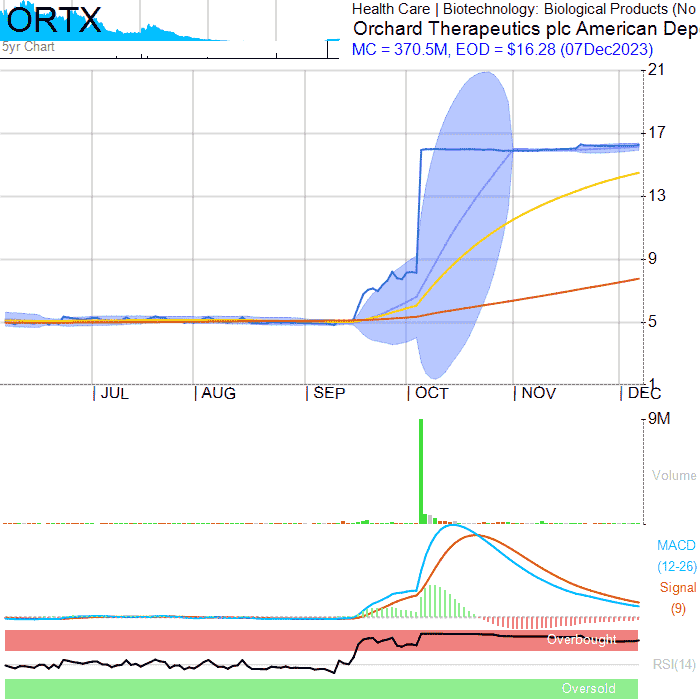 ORTX
5yr Chart
Health Care | Biotechnology: Biological Products (No
Orchard Therapeutics plc American Dep
MC = 370.5M, EOD = $16.28 (07Dec2023)
21
17
13
9
5
1
JUL AUG SEP OCT NOV DEC
9M
Volume
MACD
(12-26)
Signal
(9)
Overbought
RSI(14)
Oversold